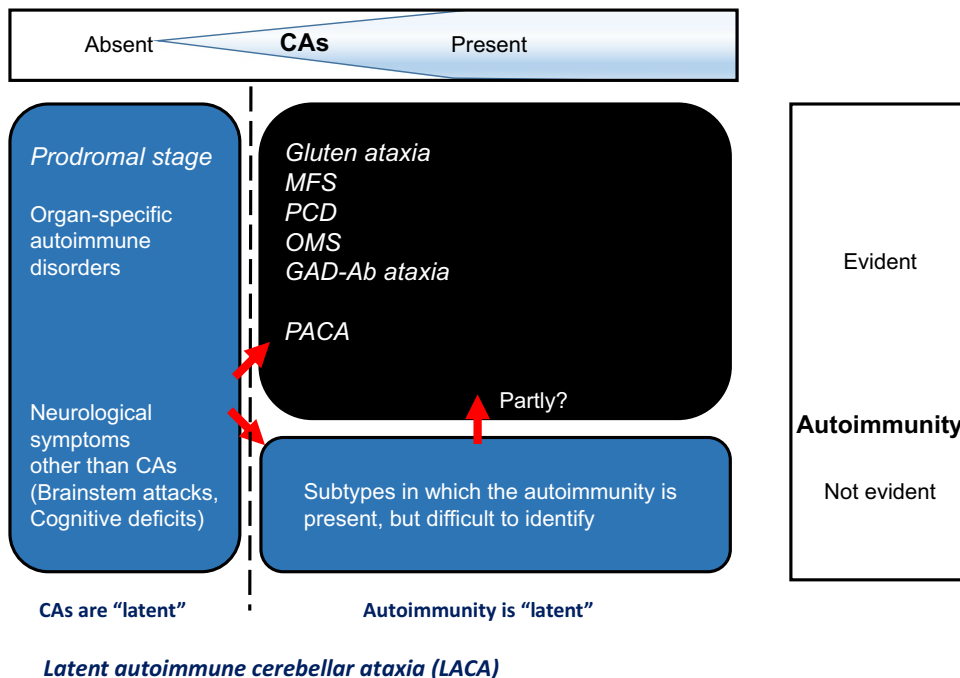 Absent CAs Present
Prodromal stage
Organ-specific
autoimmune
disorders
Neurological
symptoms
other than CAs
(Brainstem attacks,
Cognitive deficits)
Gluten ataxia
MFS
PCD
OMS
GAD-Ab ataxia
PACA
Partly?
Subtypes in which the autoimmunity is
present, but difficult to identify
Evident
Autoimmunity
Not evident
CAs are “latent”
Autoimmunity is “latent”
Latent autoimmune cerebellar ataxia (LACA)